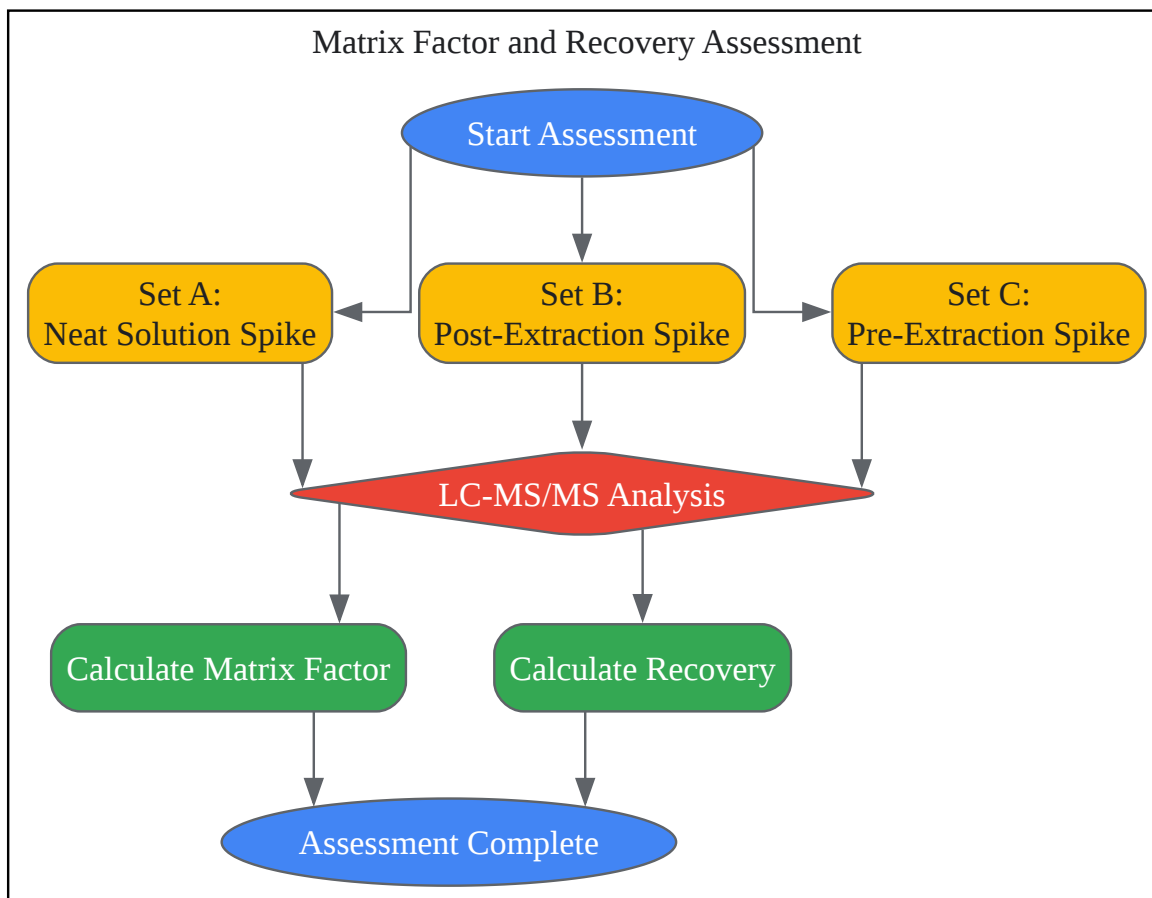 Matrix Factor and Recovery Assessment
Start Assessment
Set A:
Neat Solution Spike
Set B:
Post-Extraction Spike
Set C:
Pre-Extraction Spike
LC-MS/MS Analysis
Calculate Matrix Factor
Calculate Recovery
Assessment Complete